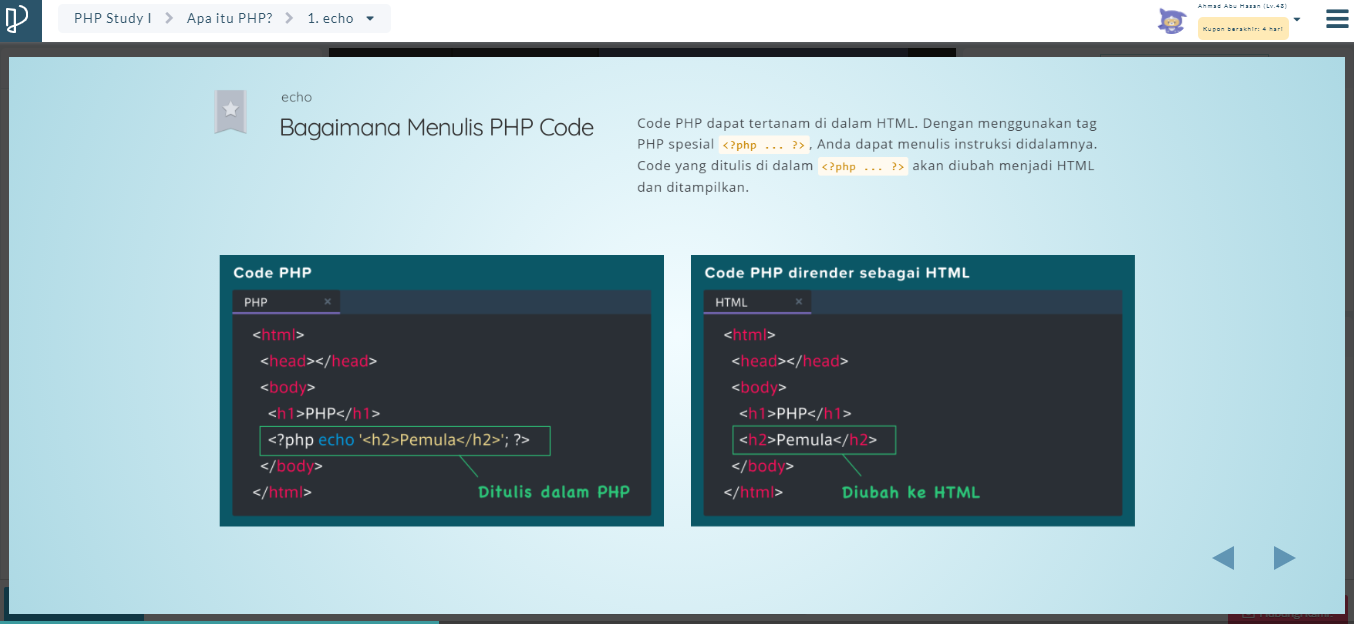 PHP Study I > Apa itu PHP? > 1. echo
Ahmad Abu Hasan (Lv.48)
Kupon berakhir: 4 hari
echo
Bagaimana Menulis PHP Code
Code PHP dapat tertanam di dalam HTML. Dengan menggunakan tag
PHP spesial <?php ... ?>, Anda dapat menulis instruksi didalamnya.
Code yang ditulis di dalam <?php ... ?> akan diubah menjadi HTML
dan ditampilkan.
Code PHP
PHP ×
<html>
<head></head>
<body>
<h1>PHP</h1>
<?php echo '<h2>Pemula</h2>'; ?>
</body>
</html>
Ditulis dalam PHP
Code PHP dirender sebagai HTML
HTML ×
<html>
<head></head>
<body>
<h1>PHP</h1>
<h2>Pemula</h2>
</body>
</html>
Diubah ke HTML